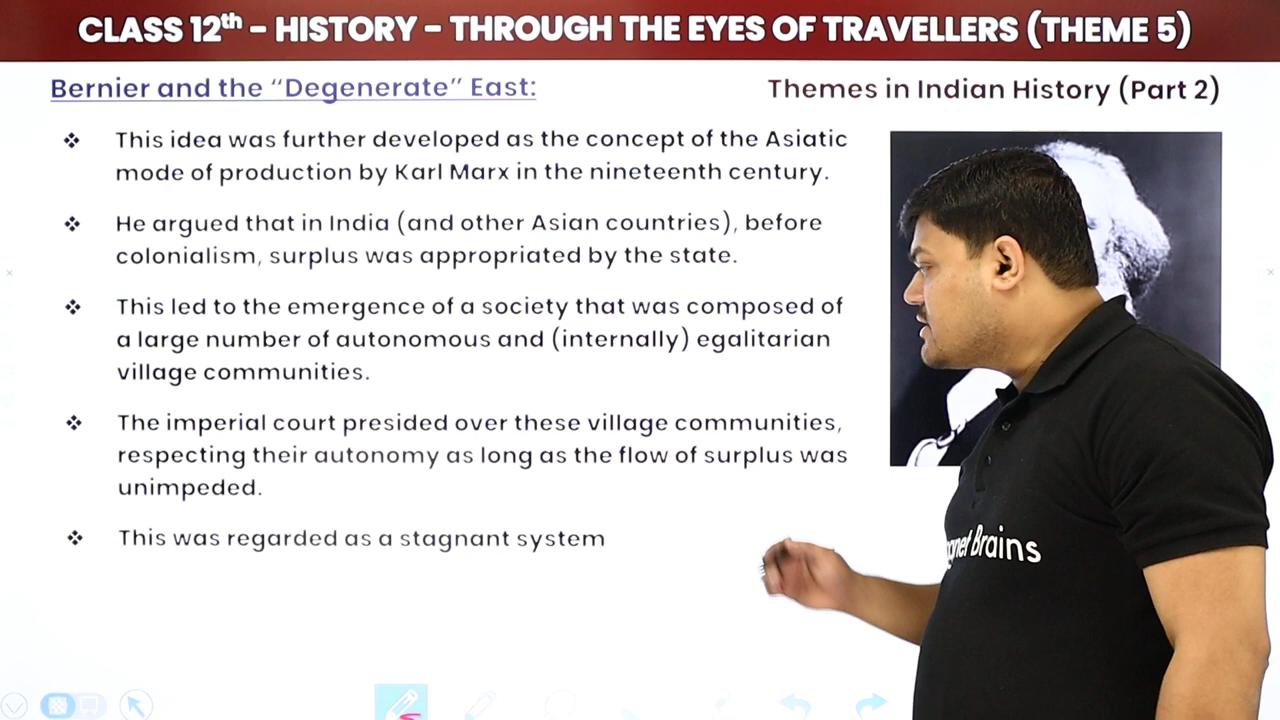 CLASS 12th – HISTORY – THROUGH THE EYES OF TRAVELLERS (THEME 5)
Bernier and the “Degenerate” East:
Themes in Indian History (Part 2)
❖ This idea was further developed as the concept of the Asiatic
mode of production by Karl Marx in the nineteenth century.
❖ He argued that in India (and other Asian countries), before
colonialism, surplus was appropriated by the state.
❖ This led to the emergence of a society that was composed of
a large number of autonomous and (internally) egalitarian
village communities.
❖ The imperial court presided over these village communities,
respecting their autonomy as long as the flow of surplus was
unimpeded.
❖ This was regarded as a stagnant system
Brains